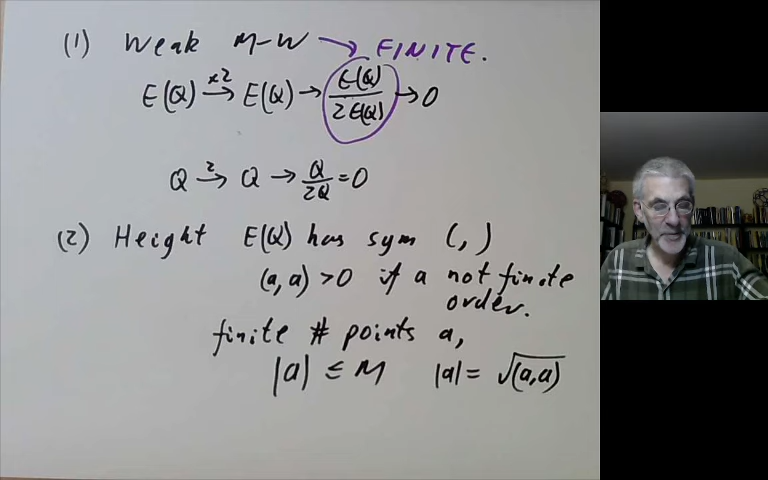 (1) Weak M-W → FINITE.
E(Q) →^{×2} E(Q) → E(Q)/2E(Q) → 0
Q →^{2} Q → Q/2Q = 0
(2) Height E(Q) has sym ( , )
(a, a) > 0 if a not finite
order.
finite # points a,
|a| ≤ M |a| = √(a,a)